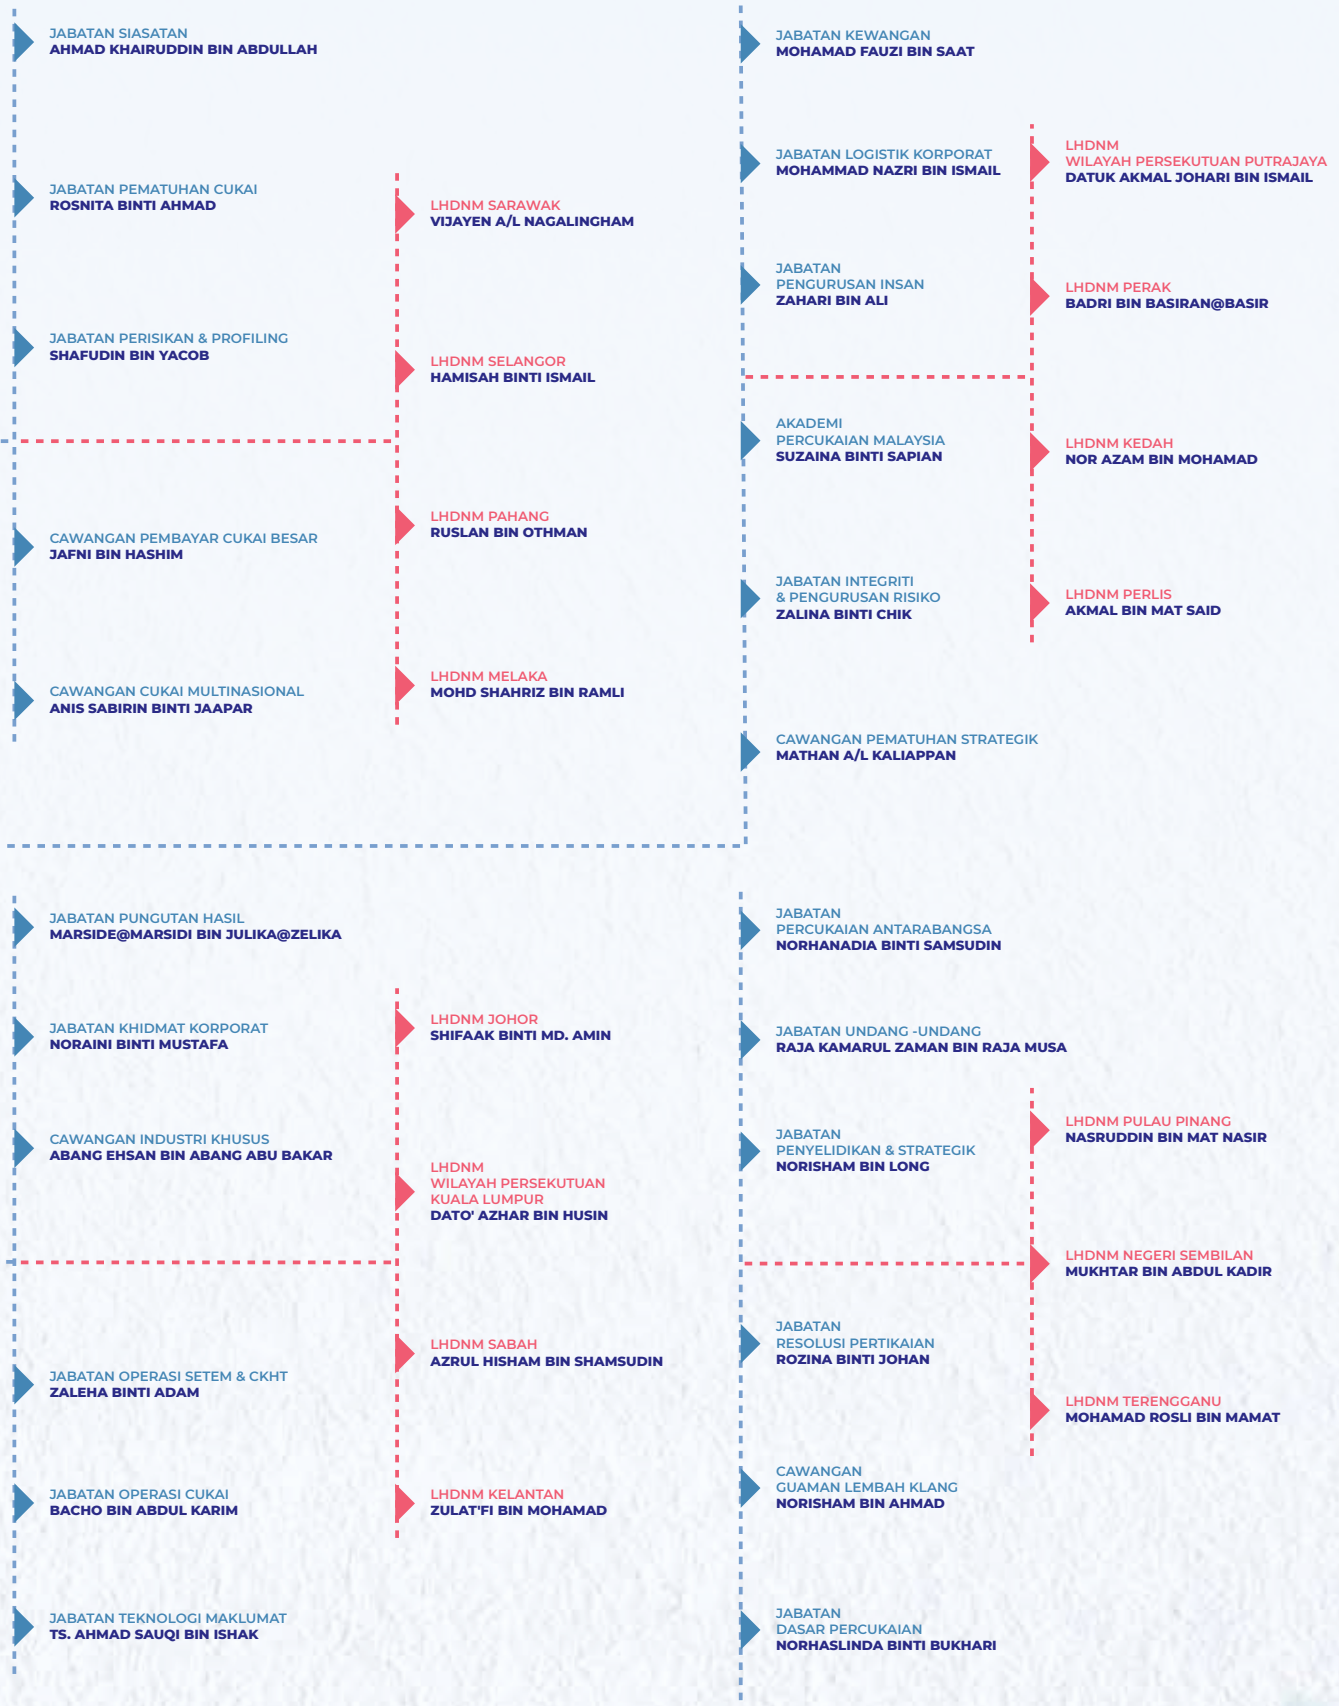 JABATAN SIASATAN
AHMAD KHAIRUDDIN BIN ABDULLAH
JABATAN PEMATUHAN CUKAI
ROSNITA BINTI AHMAD
JABATAN PERISIKAN & PROFILING
SHAFUDIN BIN YACOB
CAWANGAN PEMBAYAR CUKAI BESAR
JAFNI BIN HASHIM
CAWANGAN CUKAI MULTINASIONAL
ANIS SABIRIN BINTI JAAPAR
LHDNM SARAWAK
VIJAYEN A/L NAGALINGHAM
LHDNM SELANGOR
HAMISAH BINTI ISMAIL
LHDNM PAHANG
RUSLAN BIN OTHMAN
LHDNM MELAKA
MOHD SHAHRIZ BIN RAMLI
JABATAN KEWANGAN
MOHAMAD FAUZI BIN SAAT
JABATAN LOGISTIK KORPORAT
MOHAMMAD NAZRI BIN ISMAIL
JABATAN
PENGURUSAN INSAN
ZAHARI BIN ALI
AKADEMI
PERCUKAIAN MALAYSIA
SUZAINA BINTI SAPIAN
JABATAN INTEGRITI
& PENGURUSAN RISIKO
ZALINA BINTI CHIK
CAWANGAN PEMATUHAN STRATEGIK
MATHAN A/L KALIAPPAN
LHDNM
WILAYAH PERSEKUTUAN PUTRAJAYA
DATUK AKMAL JOHARI BIN ISMAIL
LHDNM PERAK
BADRI BIN BASIRAN@BASIR
LHDNM KEDAH
NOR AZAM BIN MOHAMAD
LHDNM PERLIS
AKMAL BIN MAT SAID
JABATAN PUNGUTAN HASIL
MARSIDE@MARSIDI BIN JULIKA@ZELIKA
JABATAN KHIDMAT KORPORAT
NORAINI BINTI MUSTAFA
CAWANGAN INDUSTRI KHUSUS
ABANG EHSAN BIN ABANG ABU BAKAR
JABATAN OPERASI SETEM & CKHT
ZALEHA BINTI ADAM
JABATAN OPERASI CUKAI
BACHO BIN ABDUL KARIM
JABATAN TEKNOLOGI MAKLUMAT
TS. AHMAD SAUQI BIN ISHAK
LHDNM JOHOR
SHIFAAK BINTI MD. AMIN
LHDNM
WILAYAH PERSEKUTUAN
KUALA LUMPUR
DATO' AZHAR BIN HUSIN
LHDNM SABAH
AZRUL HISHAM BIN SHAMSUDIN
LHDNM KELANTAN
ZULAT'FI BIN MOHAMAD
JABATAN
PERCUKAIAN ANTARABANGSA
NORHANADIA BINTI SAMSUDIN
JABATAN UNDANG -UNDANG
RAJA KAMARUL ZAMAN BIN RAJA MUSA
JABATAN
PENYELIDIKAN & STRATEGIK
NORISHAM BIN LONG
JABATAN
RESOLUSI PERTIKAIAN
ROZINA BINTI JOHAN
CAWANGAN
GUAMAN LEMBAH KLANG
NORISHAM BIN AHMAD
JABATAN
DASAR PERCUKAIAN
NORHASLINDA BINTI BUKHARI
LHDNM PULAU PINANG
NASRUDDIN BIN MAT NASIR
LHDNM NEGERI SEMBILAN
MUKHTAR BIN ABDUL KADIR
LHDNM TERENGGANU
MOHAMAD ROSLI BIN MAMAT